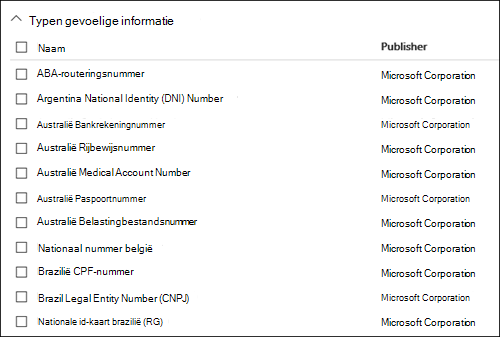 Typen gevoelige informatie
Naam Publisher
ABA-routeringsnummer Microsoft Corporation
Argentina National Identity (DNI) Number Microsoft Corporation
Australië Bankrekeningnummer Microsoft Corporation
Australië Rijbewijsnummer Microsoft Corporation
Australië Medical Account Number Microsoft Corporation
Australië Paspoortnummer Microsoft Corporation
Australië Belastingbestandsnummer Microsoft Corporation
Nationaal nummer belgië Microsoft Corporation
Brazilië CPF-nummer Microsoft Corporation
Brazil Legal Entity Number (CNPJ) Microsoft Corporation
Nationale id-kaart brazilië (RG) Microsoft Corporation